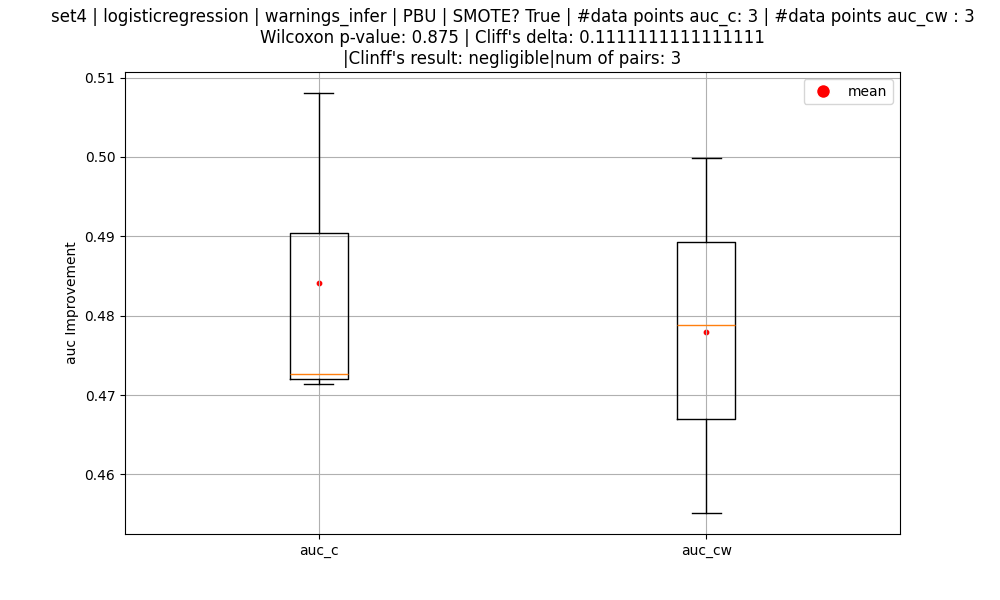 set4 | logisticregression | warnings_infer | PBU | SMOTE? True | #data points auc_c: 3 | #data points auc_cw : 3
Wilcoxon p-value: 0.875 | Cliff's delta: 0.1111111111111111
|Clinff's result: negligible|num of pairs: 3
mean
0.51
0.50
0.49
0.48
0.47
0.46
auc Improvement
auc_c
auc_cw